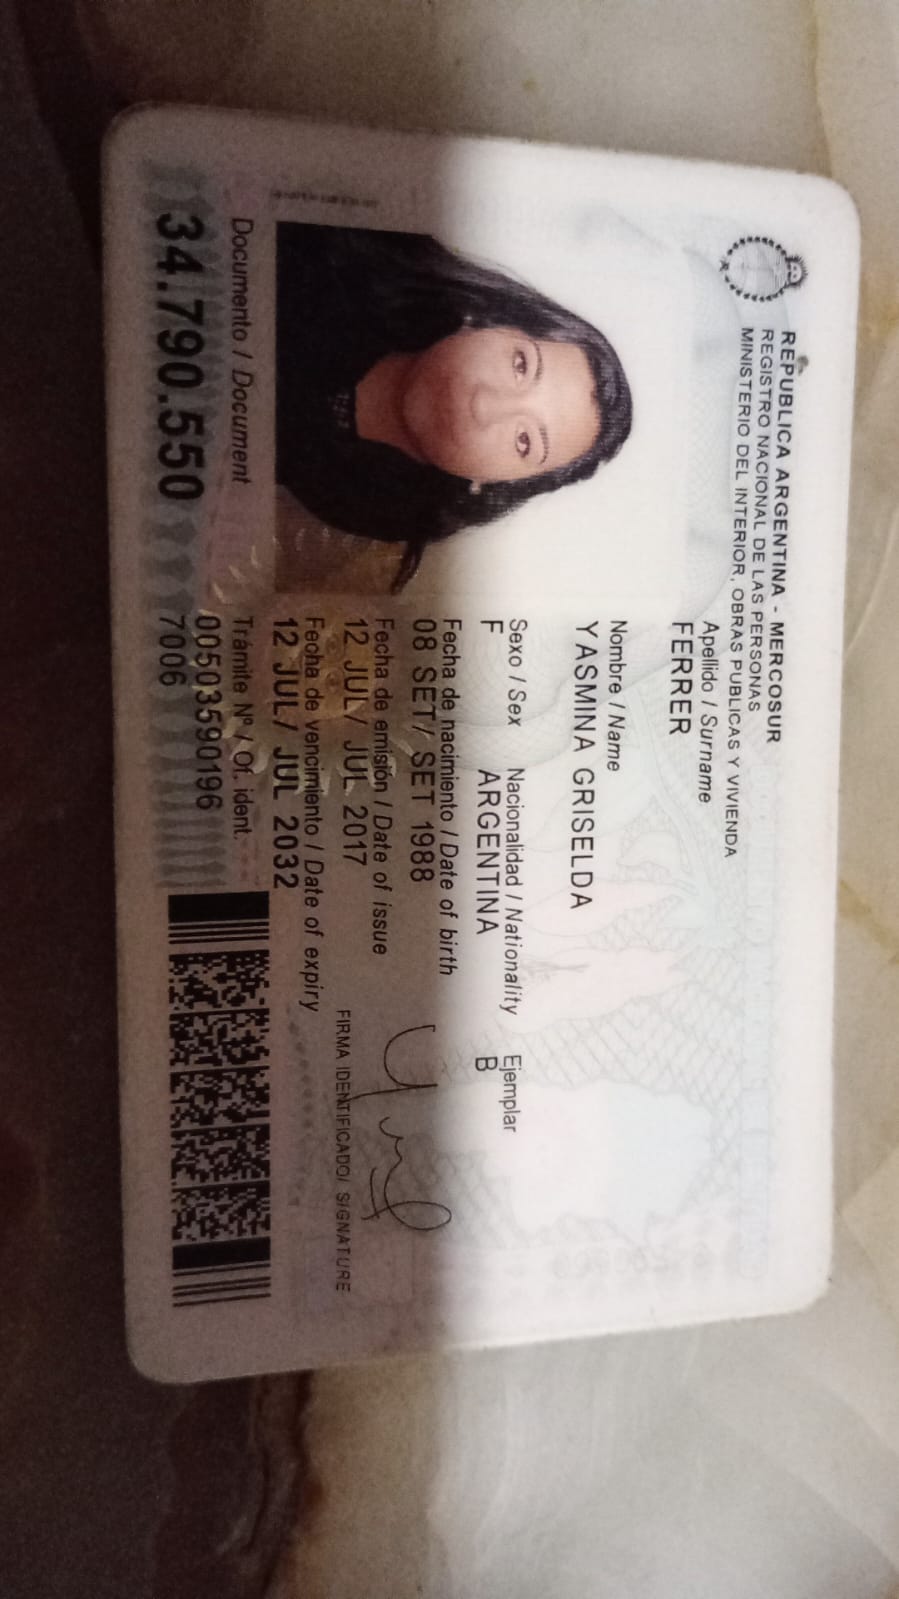 REPUBLICA ARGENTINA - MERCOSUR
REGISTRO NACIONAL DE LAS PERSONAS
MINISTERIO DEL INTERIOR, OBRAS PUBLICAS Y VIVIENDA
Apellido / Surname
FERRER
Nombre / Name
YASMINA GRISELDA
Sexo / Sex Nacionalidad / Nationality Ejemplar
F ARGENTINA B
Fecha de nacimiento / Date of birth
08 SET/ SET 1988
Fecha de emisión / Date of issue
12 JUL/ JUL 2017
Fecha de vencimiento / Date of expiry
12 JUL/ JUL 2032
FIRMA IDENTIFICADO/ SIGNATURE
Documento / Document
34.790.550
Trámite Nº / Of. ident.
00503590196
7006